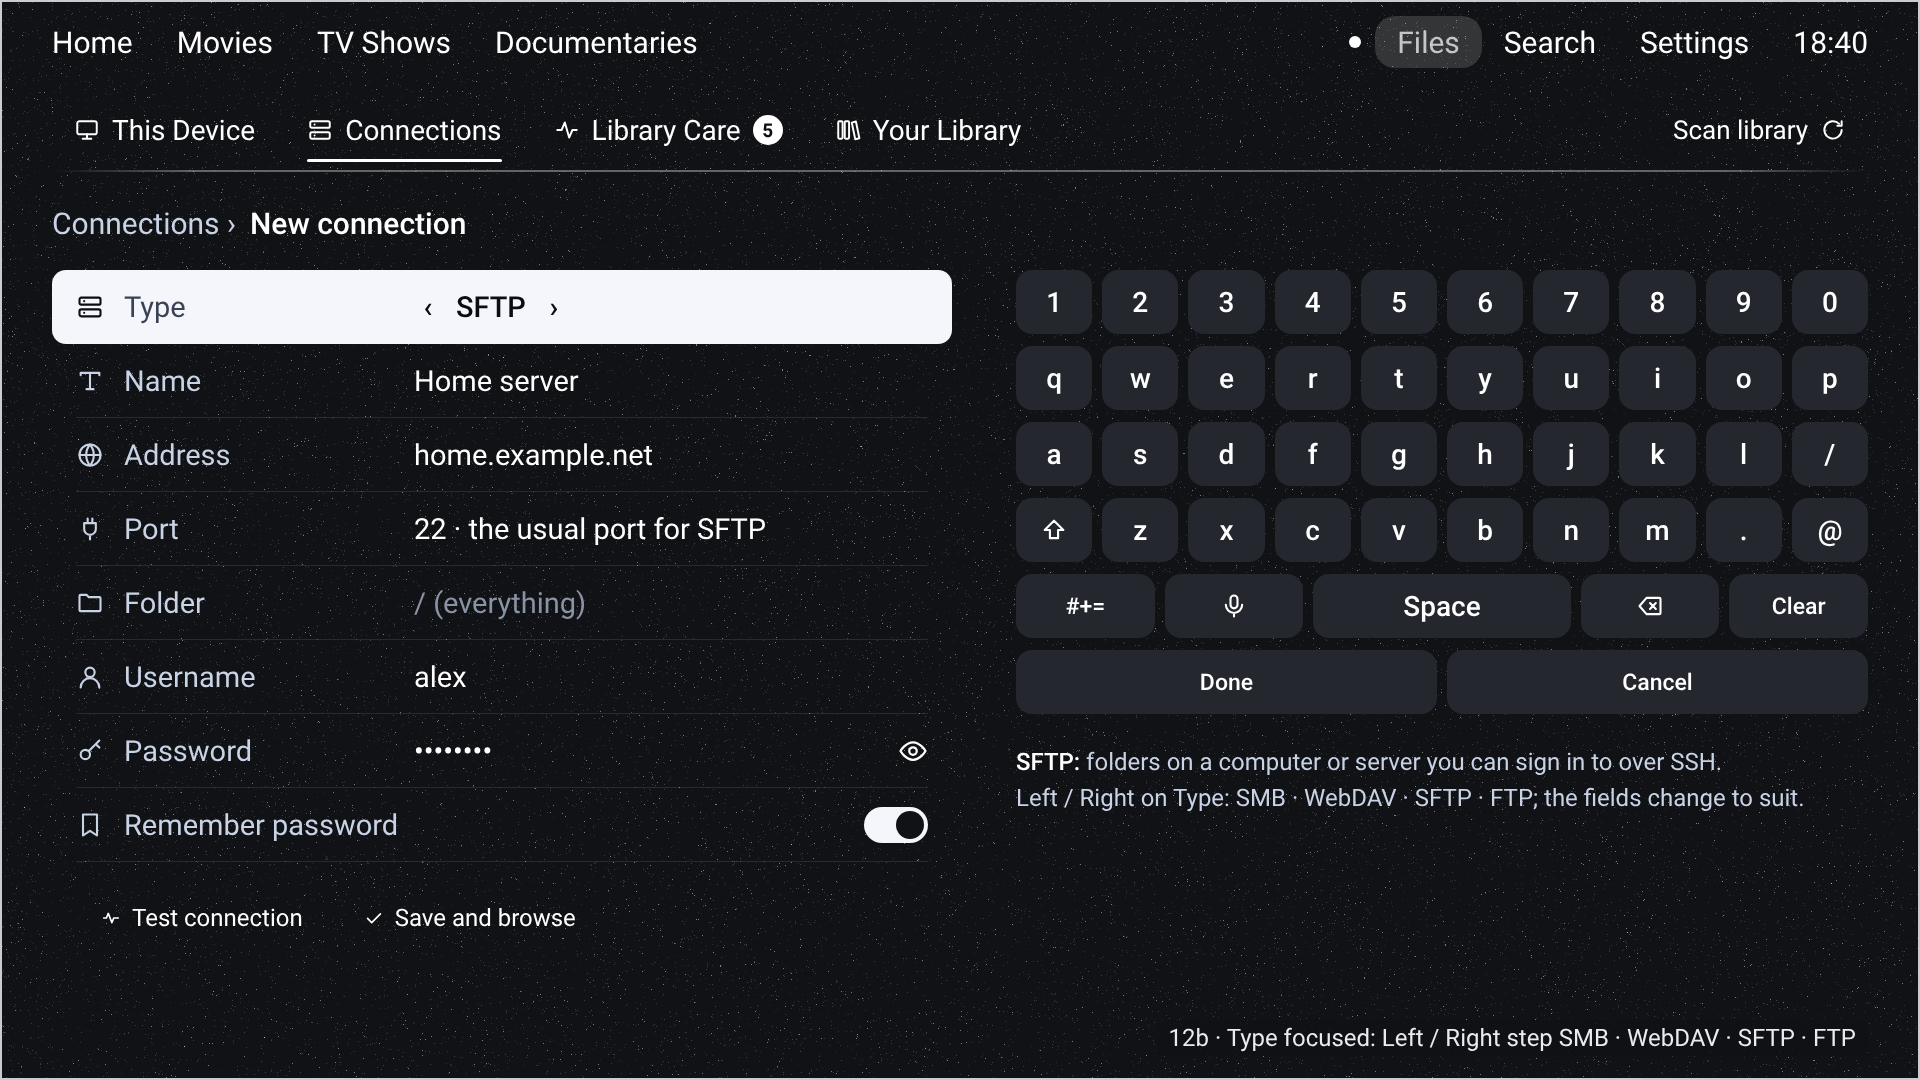 Home Movies TV Shows Documentaries Files Search Settings 18:40
This Device Connections Library Care 5 Your Library Scan library
Connections › New connection
Type ‹ SFTP ›
Name Home server
Address home.example.net
Port 22 · the usual port for SFTP
Folder / (everything)
Username alex
Password ••••••••
Remember password
Test connection Save and browse
1 2 3 4 5 6 7 8 9 0
q w e r t y u i o p
a s d f g h j k l /
z x c v b n m . @
#+= Space Clear
Done Cancel
SFTP: folders on a computer or server you can sign in to over SSH.
Left / Right on Type: SMB · WebDAV · SFTP · FTP; the fields change to suit.
12b · Type focused: Left / Right step SMB · WebDAV · SFTP · FTP